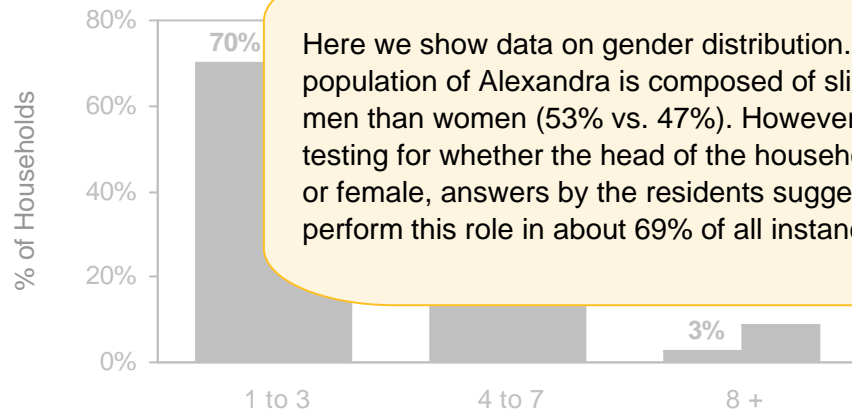 80%
70%
60%
40%
20%
0%
% of Households
Here we show data on gender distribution.
population of Alexandra is composed of sli
men than women (53% vs. 47%). However
testing for whether the head of the househ
or female, answers by the residents sugge
perform this role in about 69% of all instan
3%
1 to 3
4 to 7
8 +